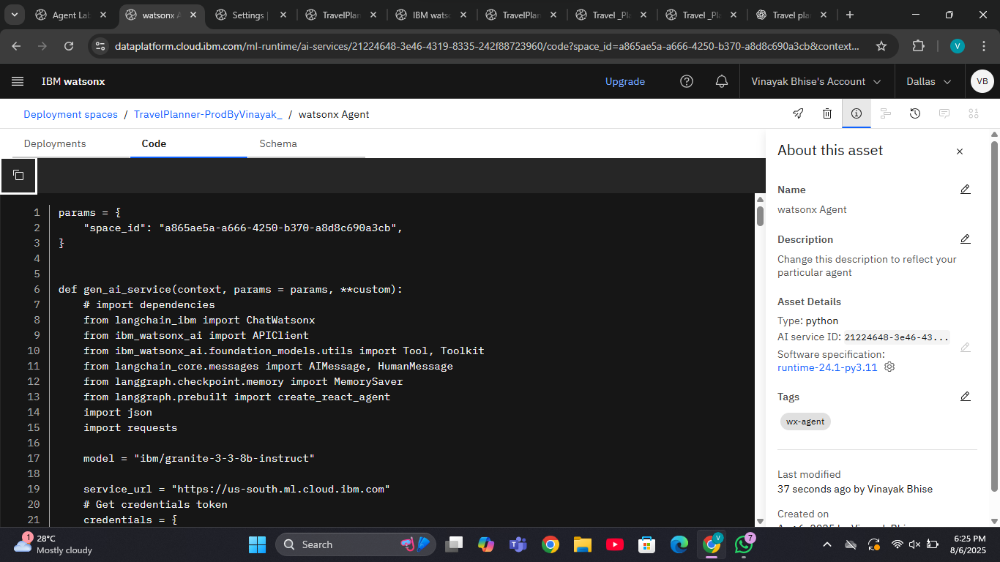 Agent Lab
watsonx A
Settings |
TravelPlan
IBM watso
TravelPlan
Travel _Pla
Travel _Pla
Travel plan
dataplatform.cloud.ibm.com/ml-runtime/ai-services/21224648-3e46-4319-8335-242f88723960/code?space_id=a865ae5a-a666-4250-b370-a8d8c690a3cb&context...
V
IBM watsonx
Upgrade
Vinayak Bhise's Account
Dallas
VB
Deployment spaces / TravelPlanner-ProdByVinayak_ / watsonx Agent
Deployments
Code
Schema
1 params = {
2 "space_id": "a865ae5a-a666-4250-b370-a8d8c690a3cb",
3 }
4
5
6 def gen_ai_service(context, params = params, **custom):
7 # import dependencies
8 from langchain_ibm import ChatWatsonx
9 from ibm_watsonx_ai import APIClient
10 from ibm_watsonx_ai.foundation_models.utils import Tool, Toolkit
11 from langchain_core.messages import AIMessage, HumanMessage
12 from langgraph.checkpoint.memory import MemorySaver
13 from langgraph.prebuilt import create_react_agent
14 import json
15 import requests
16
17 model = "ibm/granite-3-3-8b-instruct"
18
19 service_url = "https://us-south.ml.cloud.ibm.com"
20 # Get credentials token
21 credentials = {
About this asset
Name
watsonx Agent
Description
Change this description to reflect your
particular agent
Asset Details
Type: python
AI service ID: 21224648-3e46-43...
Software specification:
runtime-24.1-py3.11
Tags
wx-agent
Last modified
37 seconds ago by Vinayak Bhise
Created on
Aug 6, 2025 by Vinayak Bhise
1
28°C
Mostly cloudy
Search
V
7
6:25 PM
8/6/2025